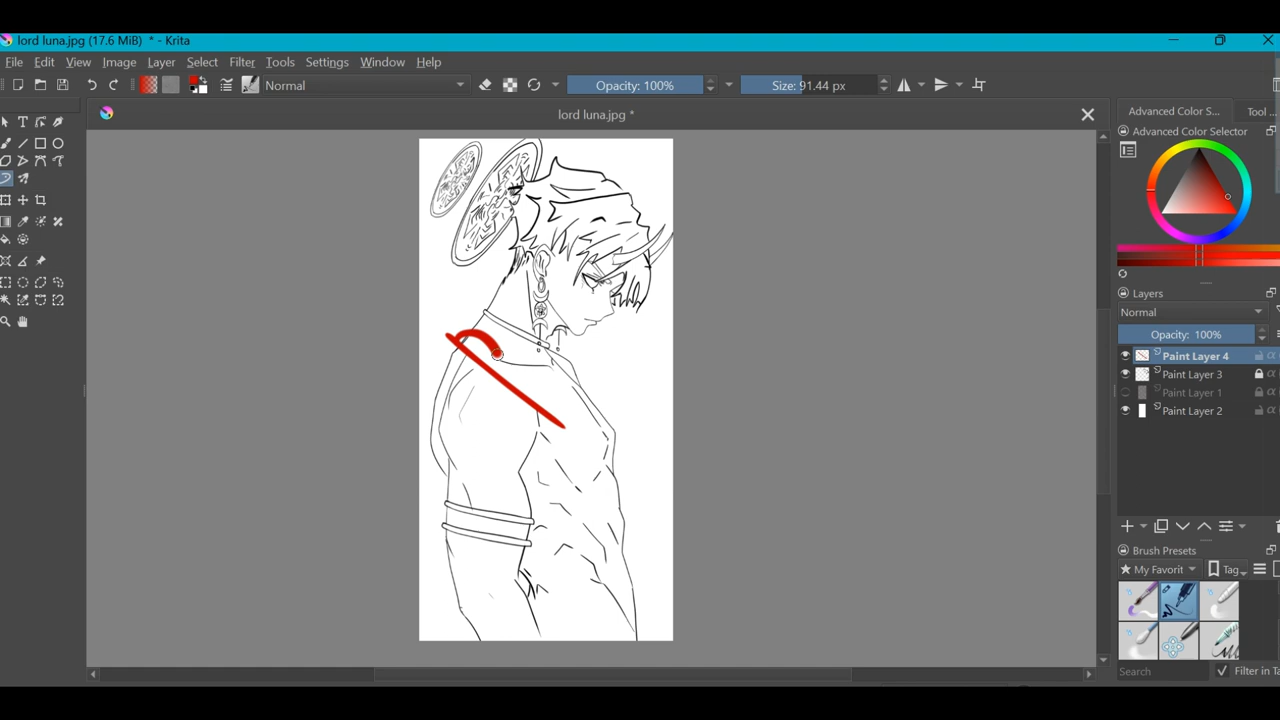 lord luna.jpg (17.6 MiB) * - Krita
File Edit View Image Layer Select Filter Tools Settings Window Help
Normal Opacity: 100% Size: 91.44 px
lord luna.jpg *
Advanced Color S... Tool ...
Advanced Color Selector
Layers
Normal
Opacity: 100%
Paint Layer 4
Paint Layer 3
Paint Layer 1
Paint Layer 2
Brush Presets
My Favorit Tag
Search Filter in Ta